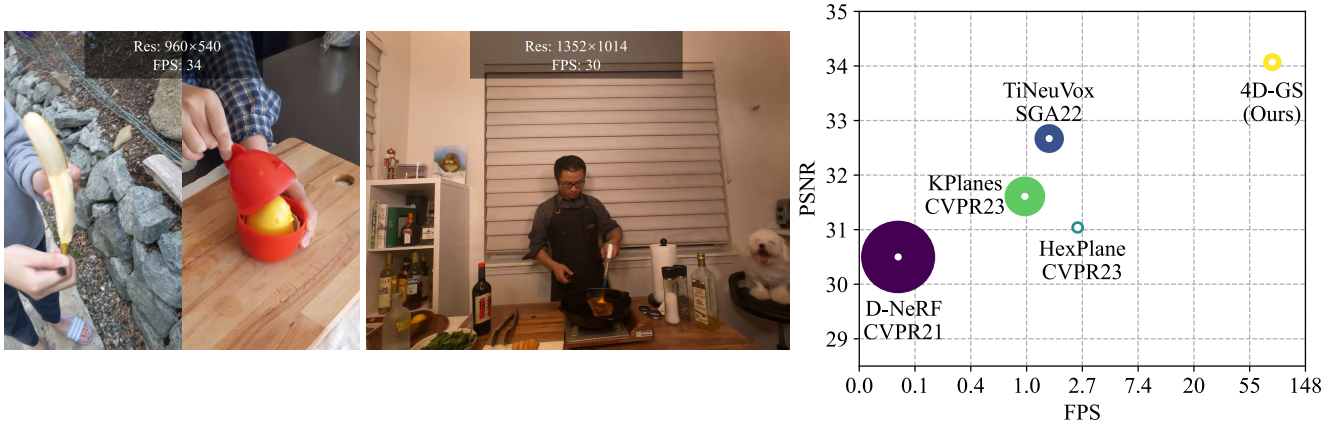 Res: 960×540
FPS: 34
Res: 1352×1014
FPS: 30
PSNR
35
34
33
32
31
30
29
TiNeuVox
SGA22
4D-GS
(Ours)
KPlanes
CVPR23
HexPlane
CVPR23
D-NeRF
CVPR21
0.0 0.1 0.4 1.0 2.7 7.4 20 55 148
FPS